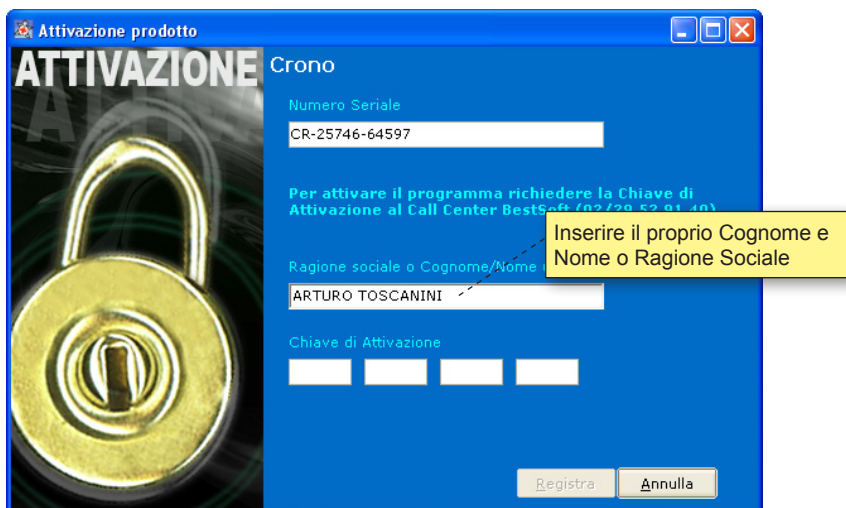 Attivazione prodotto
ATTIVAZIONE
Crono
Numero Seriale
CR-25746-64597
Per attivare il programma richiedere la Chiave di
Attivazione al Call Center BestSoft (02/29.52.91.40)
Inserire il proprio Cognome e
Nome o Ragione Sociale
Ragione sociale o Cognome/Nome
ARTURO TOSCANINI
Chiave di Attivazione
Registra
Annulla